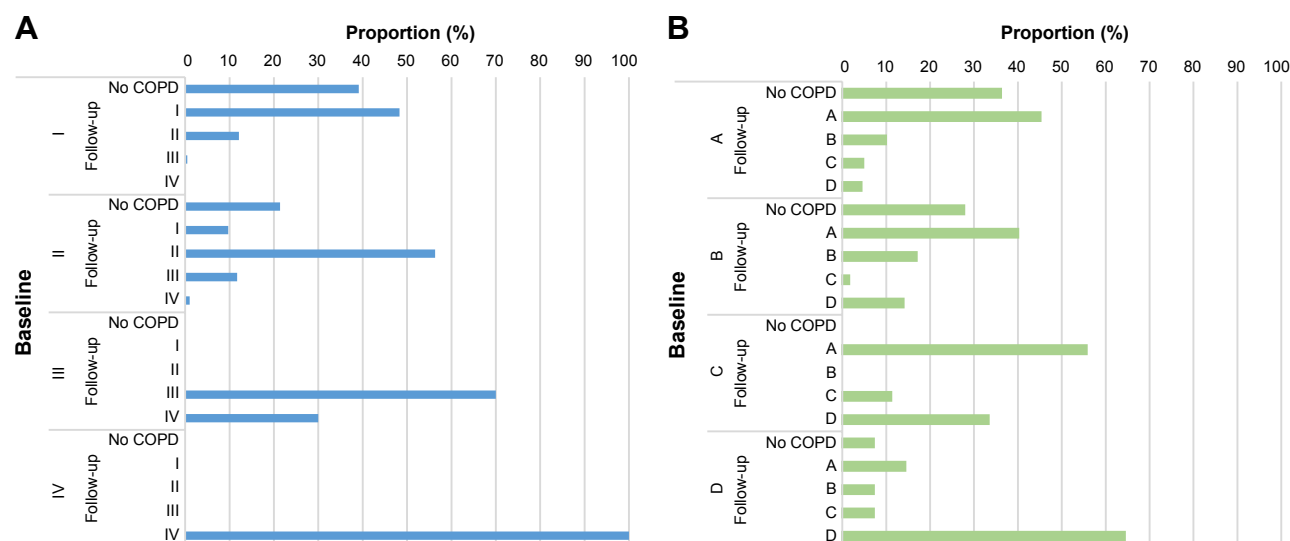 A
Proportion (%)
0 10 20 30 40 50 60 70 80 90 100
Baseline
I
Follow-up
No COPD
I
II
III
IV
II
Follow-up
No COPD
I
II
III
IV
III
Follow-up
No COPD
I
II
III
IV
IV
Follow-up
No COPD
I
II
III
IV
B
Proportion (%)
0 10 20 30 40 50 60 70 80 90 100
Baseline
A
Follow-up
No COPD
A
B
C
D
B
Follow-up
No COPD
A
B
C
D
C
Follow-up
No COPD
A
B
C
D
D
Follow-up
No COPD
A
B
C
D